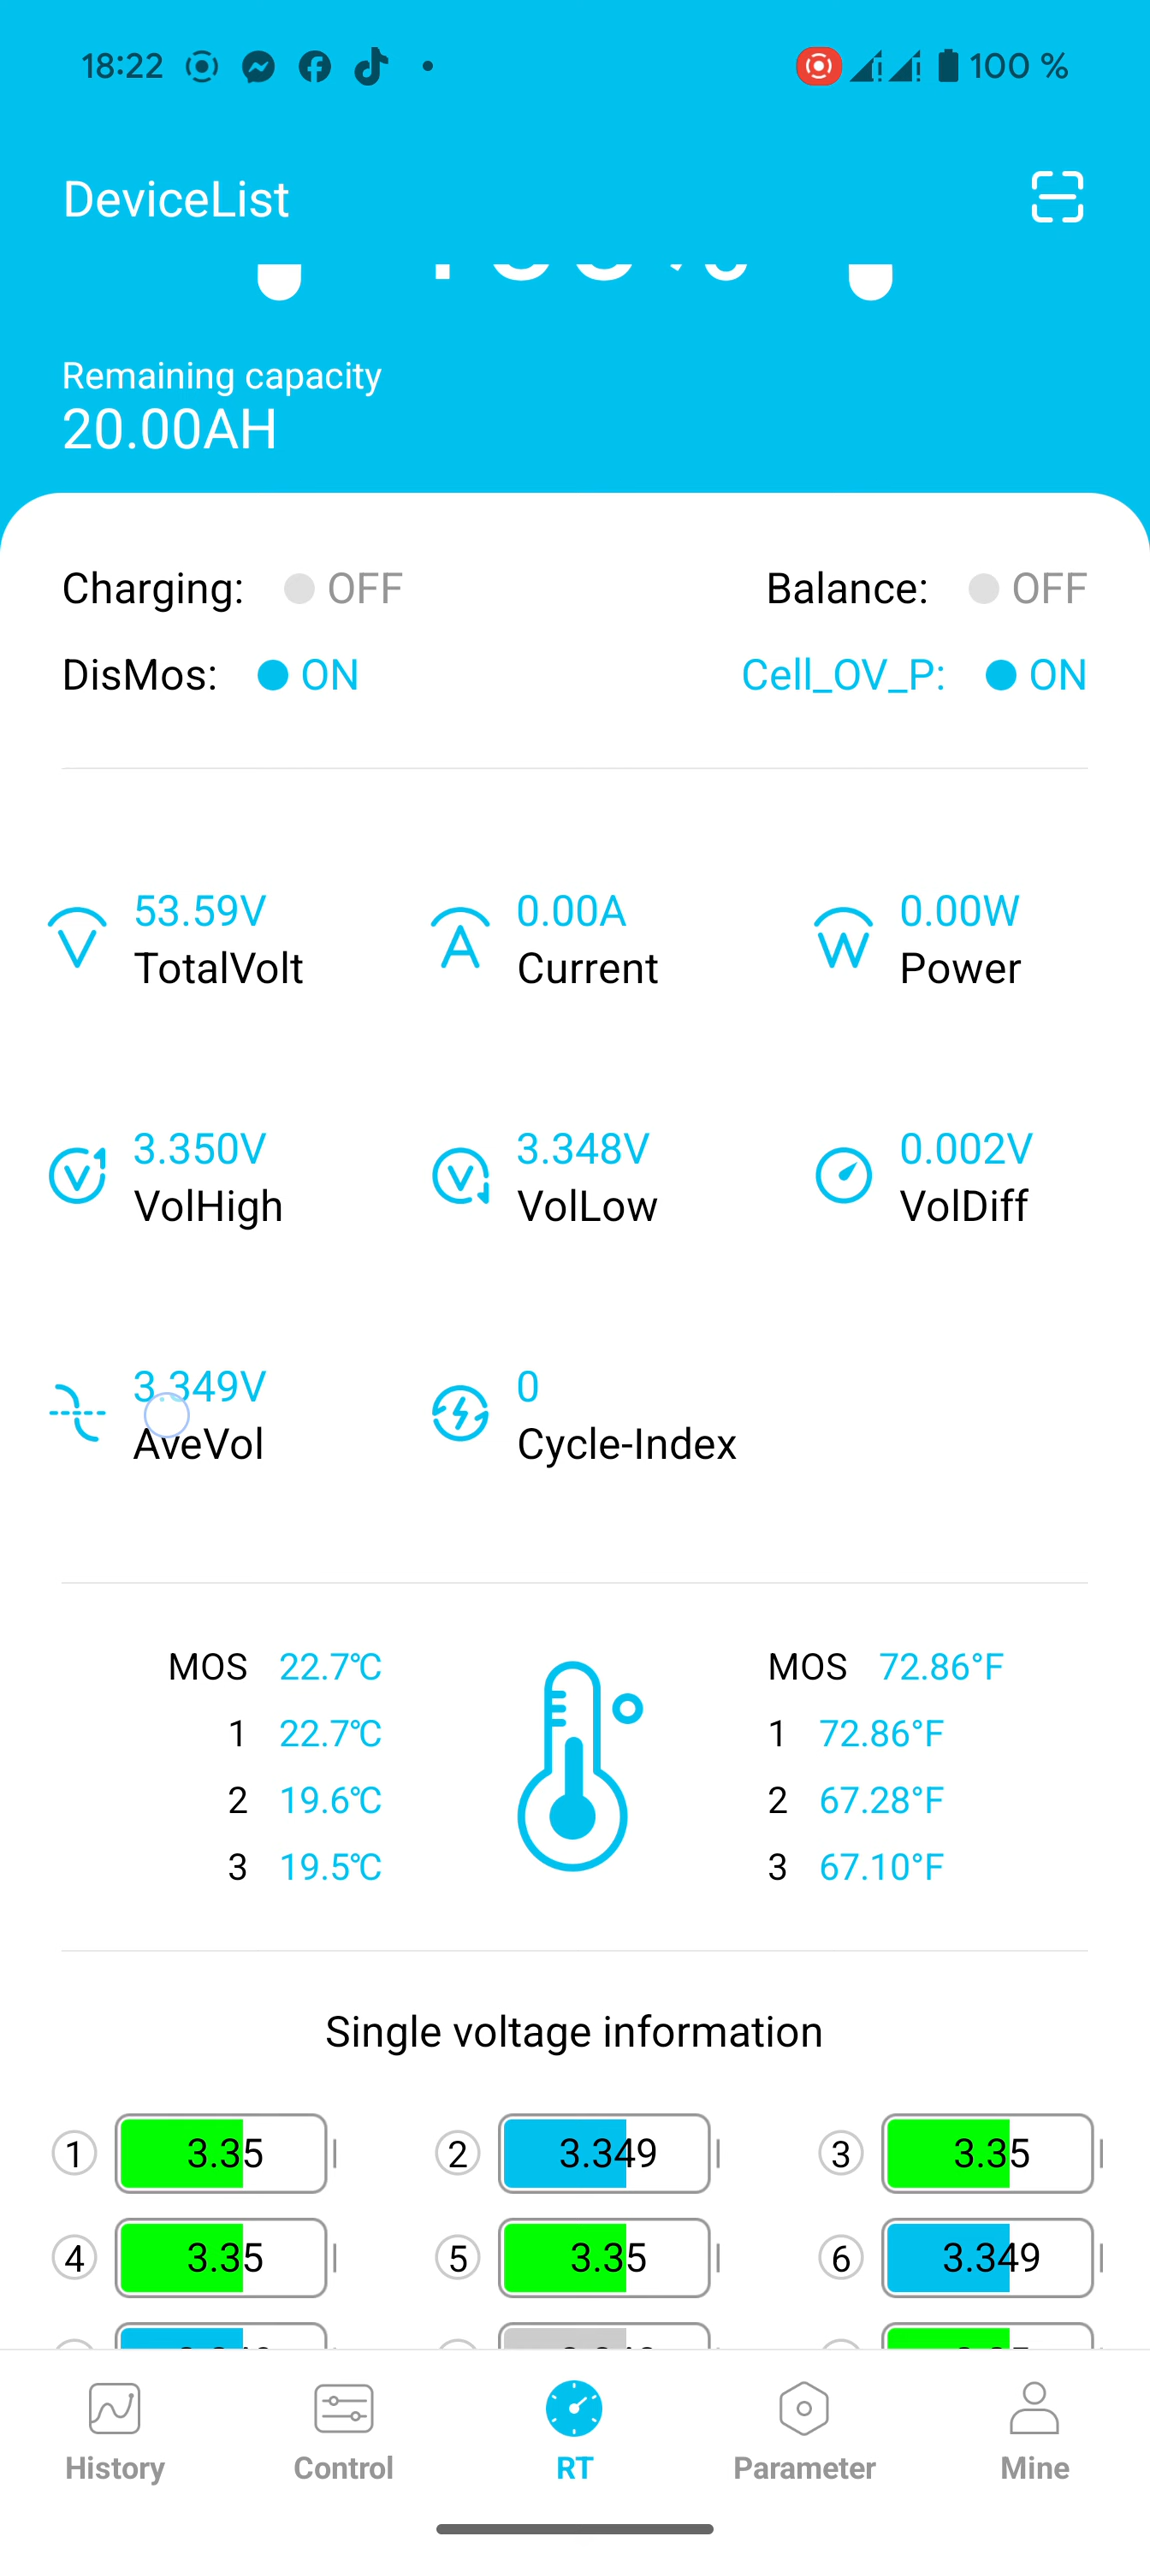 18:22 100 %
DeviceList
Remaining capacity
20.00AH
Charging: OFF Balance: OFF
DisMos: ON Cell_OV_P: ON
53.59V 0.00A 0.00W
TotalVolt Current Power
3.350V 3.348V 0.002V
VolHigh VolLow VolDiff
3.349V 0
AveVol Cycle-Index
MOS 22.7℃ MOS 72.86°F
1 22.7℃ 1 72.86°F
2 19.6℃ 2 67.28°F
3 19.5℃ 3 67.10°F
Single voltage information
1 3.35 2 3.349 3 3.35
4 3.35 5 3.35 6 3.349
History Control RT Parameter Mine